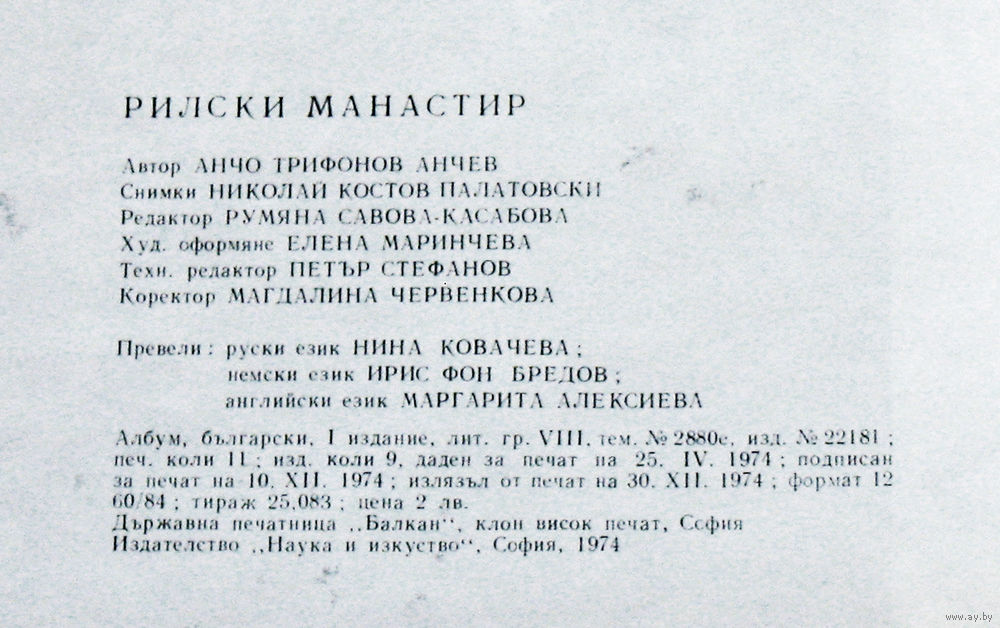 РИЛСКИ МАНАСТИР
Автор АНЧО ТРИФОНОВ АНЧЕВ
Снимки НИКОЛАЙ КОСТОВ ПАЛАТОВСКИ
Редактор РУМЯНА САВОВА-КАСАБОВА
Худ. оформяне ЕЛЕНА МАРИНЧЕВА
Техн. редактор ПЕТЪР СТЕФАНОВ
Коректор МАГДАЛИНА ЧЕРВЕНКОВА
Превели: руски език НИНА КОВАЧЕВА;
немски език ИРИС ФОН БРЕДОВ;
английски език МАРГАРИТА АЛЕКСИЕВА
Албум, български, I издание, лит. гр. VIII, тем. № 2880с, изд. № 22181;
печ. коли 11; изд. коли 9, даден за печат на 25. IV. 1974; подписан
за печат на 10. XII. 1974; излязъл от печат на 30. XII. 1974; формат 12
60/84; тираж 25,083; цена 2 лв.
Държавна печатница „Балкан“, клон висок печат, София
Издателство „Наука и изкуство“, София, 1974
www.ay.by